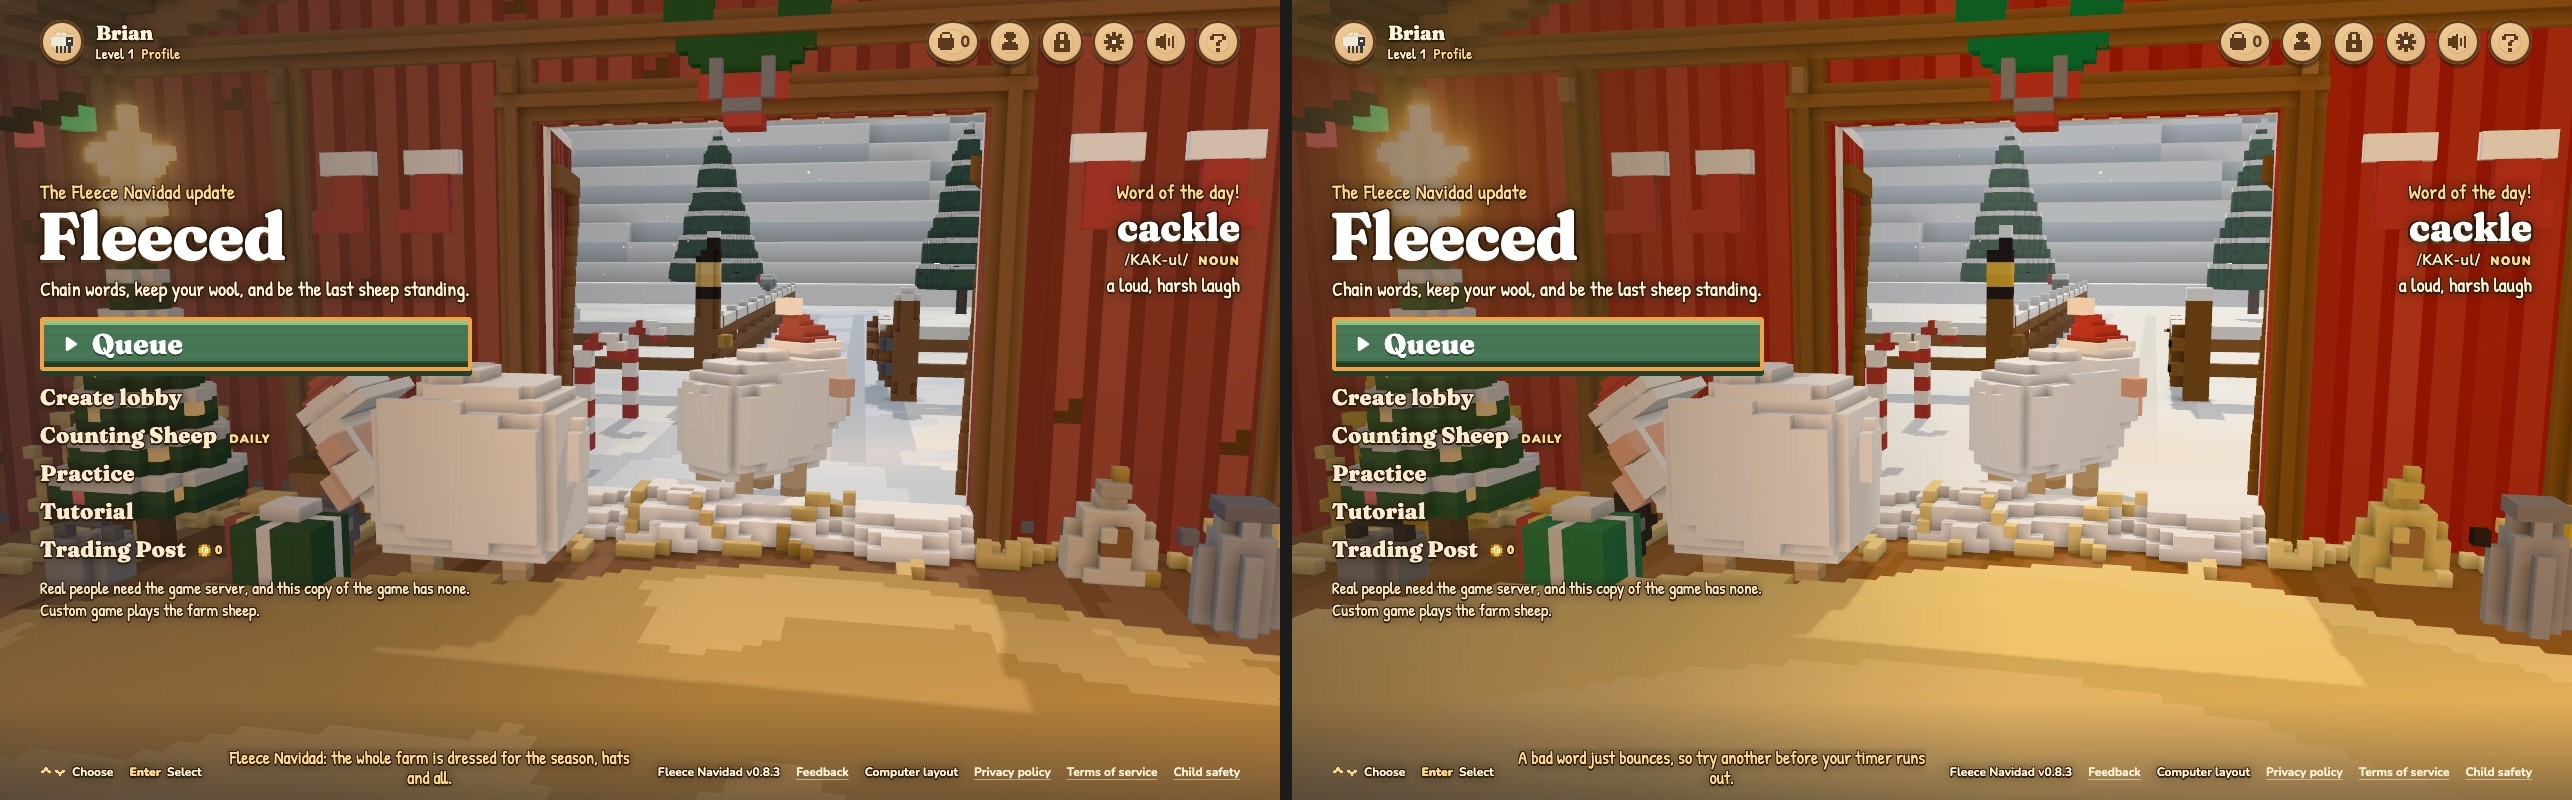 Brian
Level 1 Profile
0
The Fleece Navidad update
Fleeced
Chain words, keep your wool, and be the last sheep standing.
Queue
Create lobby
Counting Sheep DAILY
Practice
Tutorial
Trading Post 0
Real people need the game server, and this copy of the game has none.
Custom game plays the farm sheep.
Word of the day!
cackle
/KAK-ul/ NOUN
a loud, harsh laugh
Choose Enter Select
Fleece Navidad: the whole farm is dressed for the season, hats
and all.
Fleece Navidad v0.8.3 Feedback Computer layout Privacy policy Terms of service Child safety
Brian
Level 1 Profile
0
The Fleece Navidad update
Fleeced
Chain words, keep your wool, and be the last sheep standing.
Queue
Create lobby
Counting Sheep DAILY
Practice
Tutorial
Trading Post 0
Real people need the game server, and this copy of the game has none.
Custom game plays the farm sheep.
Word of the day!
cackle
/KAK-ul/ NOUN
a loud, harsh laugh
Choose Enter Select
A bad word just bounces, so try another before your timer runs
out.
Fleece Navidad v0.8.3 Feedback Computer layout Privacy policy Terms of service Child safety